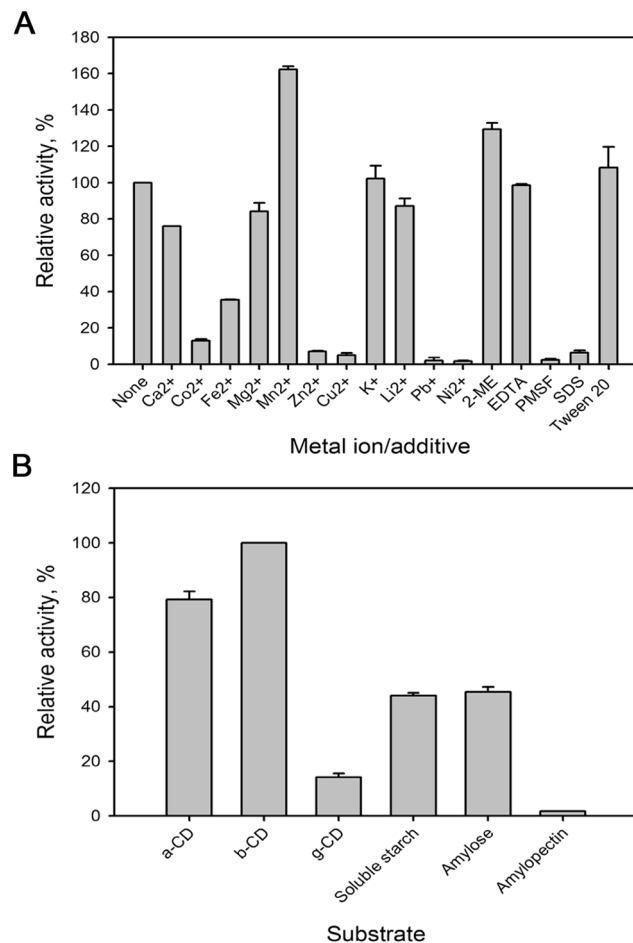 A
Relative activity, %
180
160
140
120
100
80
60
40
20
0
None
Ca2+
Co2+
Fe2+
Mg2+
Mn2+
Zn2+
Cu2+
K+
Li2+
Pb+
Ni2+
2-ME
EDTA
PMSF
SDS
Tween 20
Metal ion/additive
B
Relative activity, %
120
100
80
60
40
20
0
a-CD
b-CD
g-CD
Soluble starch
Amylose
Amylopectin
Substrate